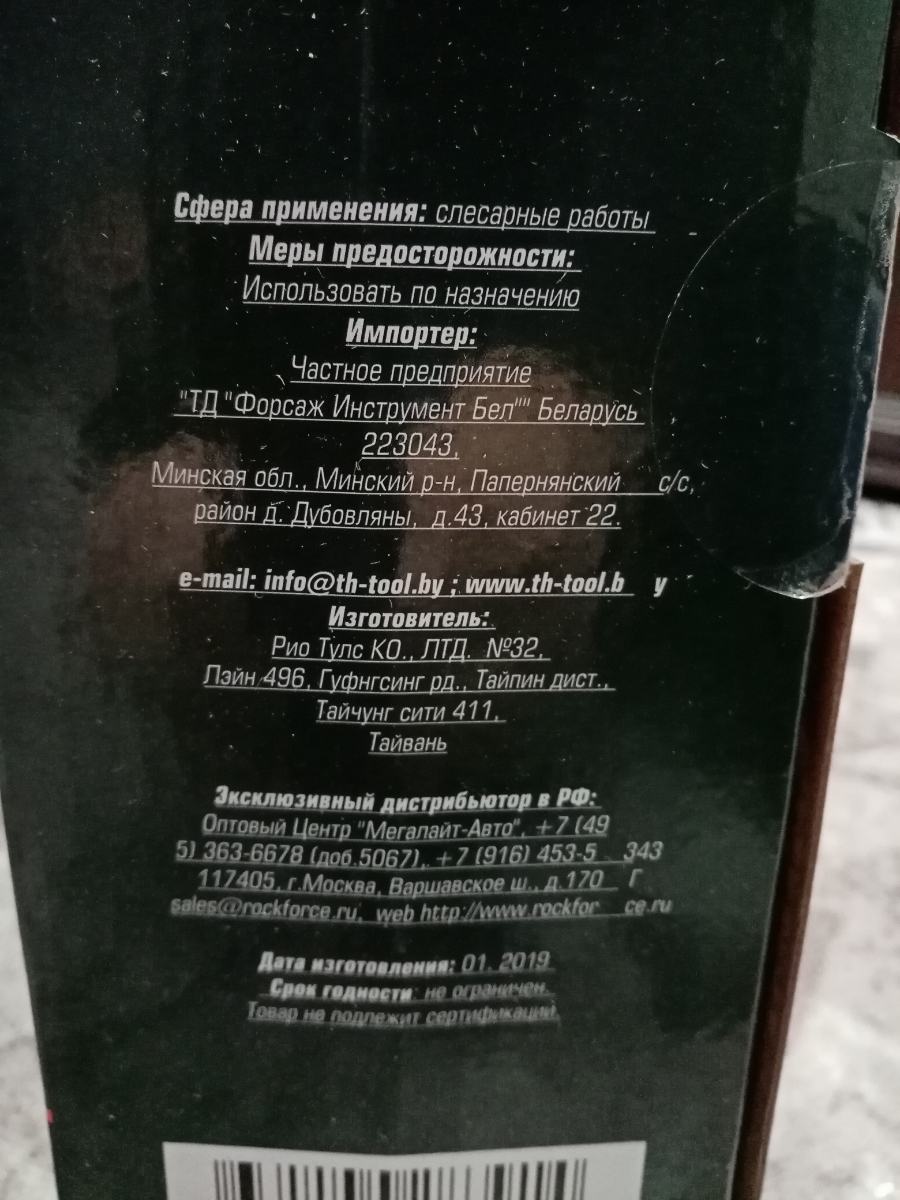 Сфера применения: слесарные работы
Меры предосторожности:
Использовать по назначению
Импортер:
Частное предприятие
"ТД "Форсаж Инструмент Бел"" Беларусь
223043,
Минская обл., Минский р-н, Папернянский с/с,
район д. Дубовляны, д.43, кабинет 22.
e-mail: info@th-tool.by ; www.th-tool.b y
Изготовитель:
Рио Тулс КО., ЛТД. №32,
Лэйн 496, Гуфнгсинг рд., Тайпин дист.,
Тайчунг сити 411,
Тайвань
Эксклюзивный дистрибьютор в РФ:
Оптовый Центр "Мегалайт-Авто", +7 (49
5) 363-6678 (доб.5067), +7 (916) 453-5 343
117405, г.Москва, Варшавское ш., д.170 Г
sales@rockforce.ru, web http://www.rockfor ce.ru
Дата изготовления: 01. 2019
Срок годности: не ограничен.
Товар не подлежит сертификации.